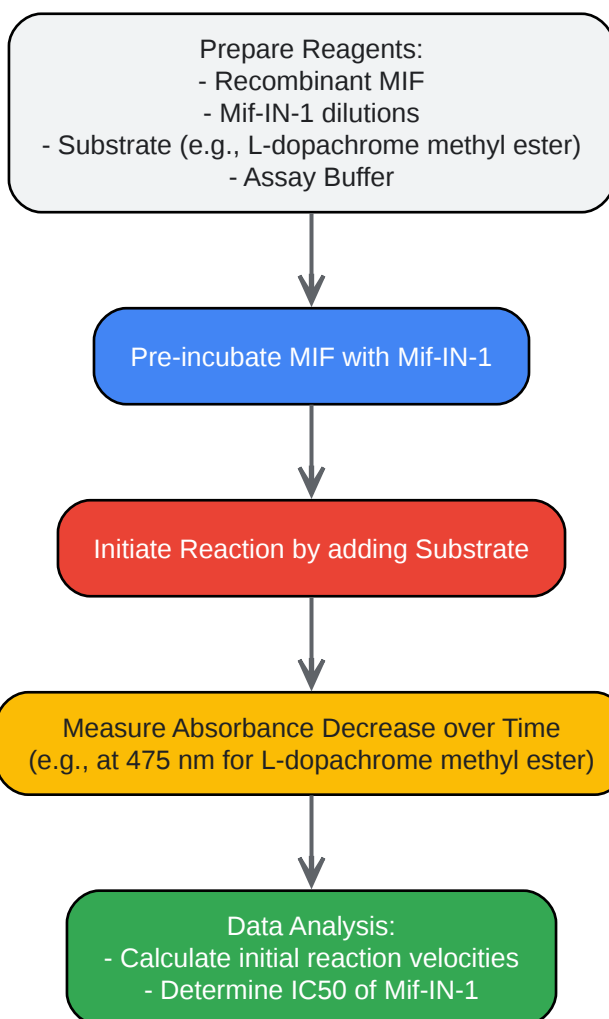 Prepare Reagents:
- Recombinant MIF
- Mif-IN-1 dilutions
- Substrate (e.g., L-dopachrome methyl ester)
- Assay Buffer
Pre-incubate MIF with Mif-IN-1
Initiate Reaction by adding Substrate
Measure Absorbance Decrease over Time
(e.g., at 475 nm for L-dopachrome methyl ester)
Data Analysis:
- Calculate initial reaction velocities
- Determine IC50 of Mif-IN-1